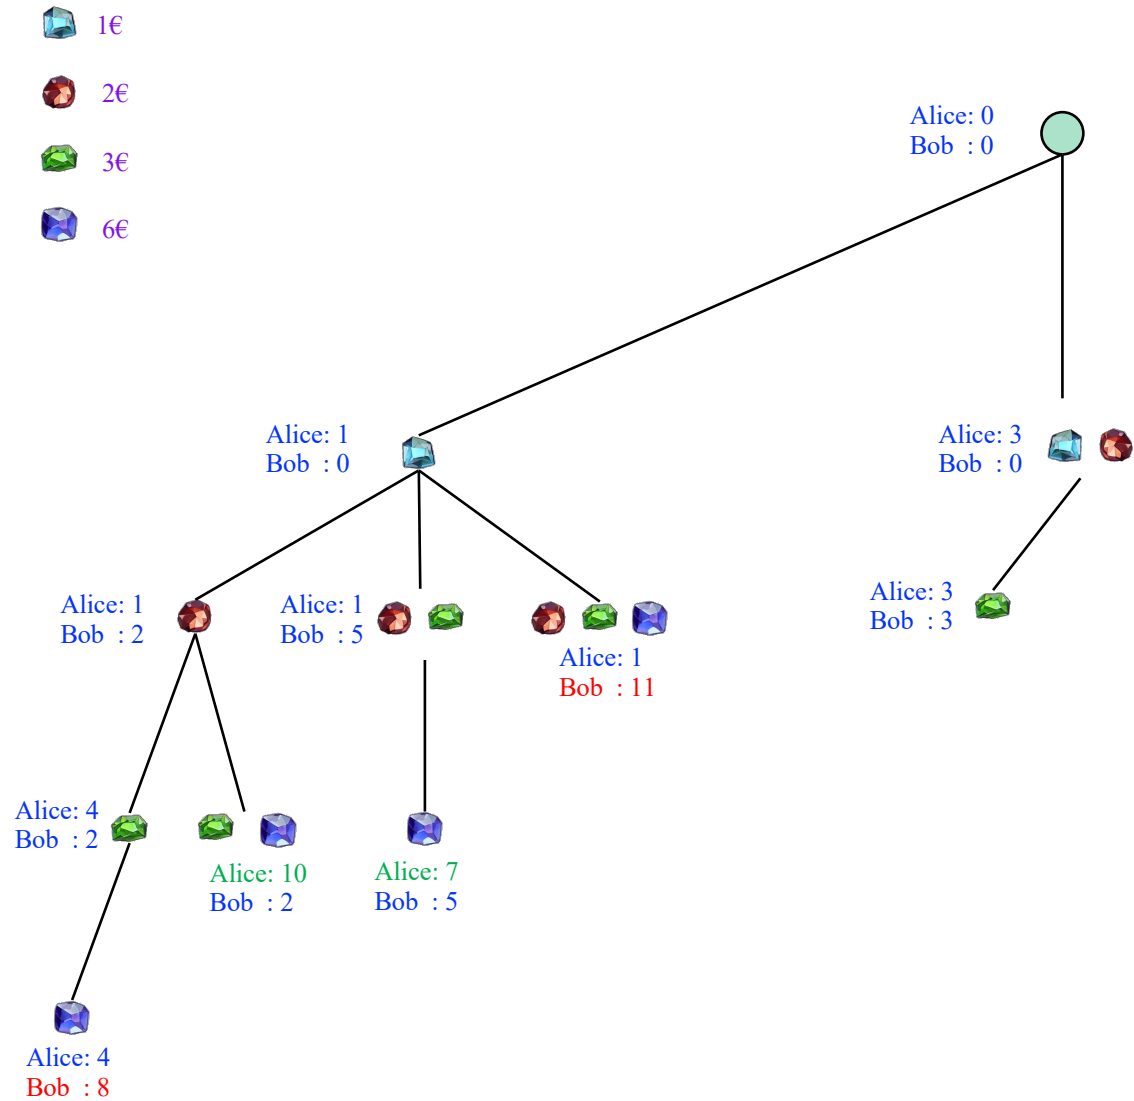 1€
2€
3€
6€
Alice: 0
Bob : 0
Alice: 1
Bob : 0
Alice: 3
Bob : 0
Alice: 1
Bob : 2
Alice: 1
Bob : 5
Alice: 1
Bob : 11
Alice: 3
Bob : 3
Alice: 4
Bob : 2
Alice: 10
Bob : 2
Alice: 7
Bob : 5
Alice: 4
Bob : 8